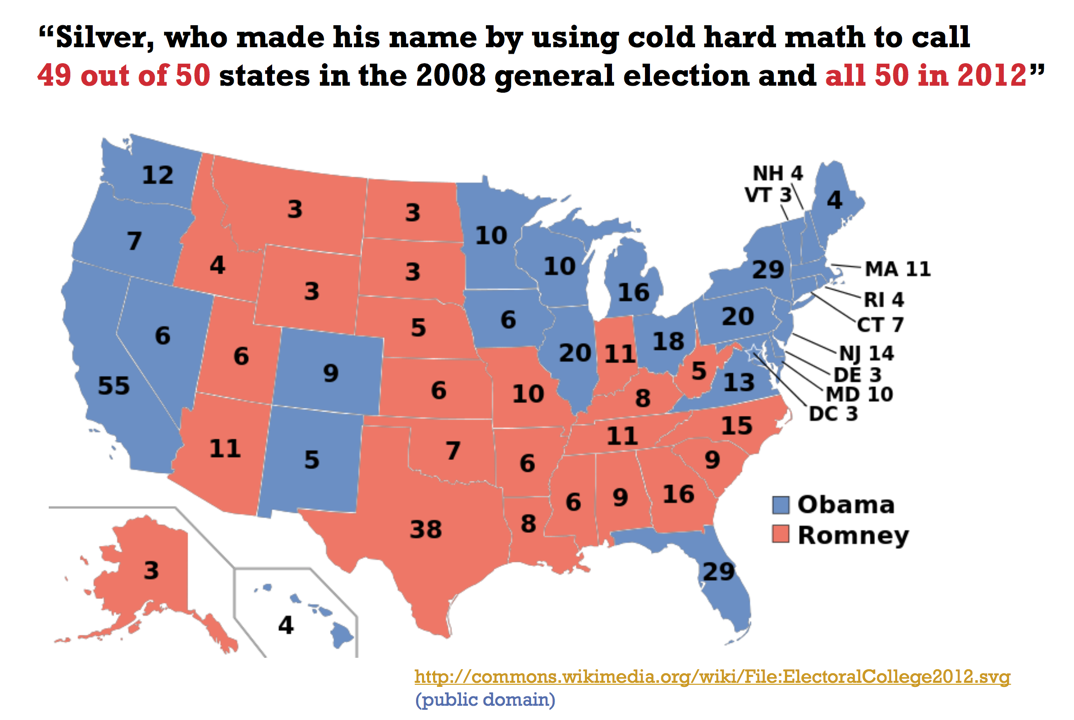 “Silver, who made his name by using cold hard math to call
49 out of 50 states in the 2008 general election and all 50 in 2012”
12
NH 4
VT 3
4
3
3
7
10
4
3
10
29
MA 11
3
16
RI 4
5
6
20
CT 7
6
6
20
11
18
NJ 14
9
5
DE 3
55
6
10
13
MD 10
8
DC 3
11
7
11
15
5
6
9
6
9
16
Obama
38
8
Romney
3
29
4
http://commons.wikimedia.org/wiki/File:ElectoralCollege2012.svg
(public domain)